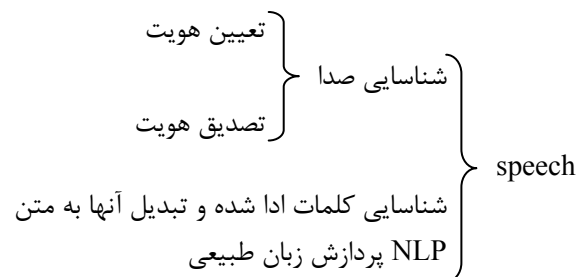 تعیین هویت
شناسایی صدا
تصدیق هویت
speech
شناسایی کلمات ادا شده و تبدیل آنها به متن
NLP پردازش زبان طبیعی